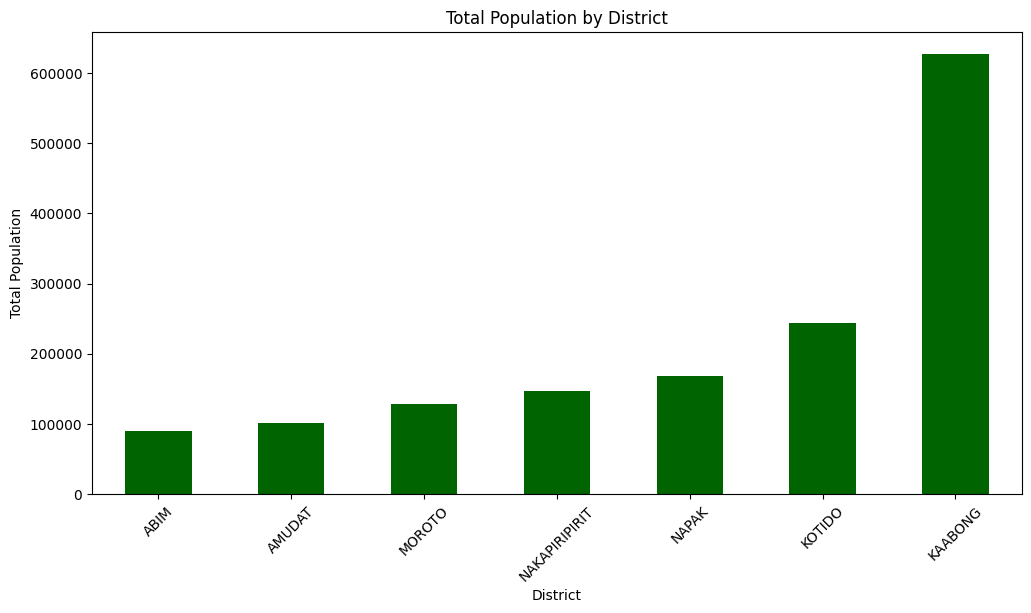 Total Population by District
Total Population
600000
500000
400000
300000
200000
100000
0
ABIM
AMUDAT
MOROTO
NAKAPIRIPIRIT
NAPAK
KOTIDO
KAABONG
District